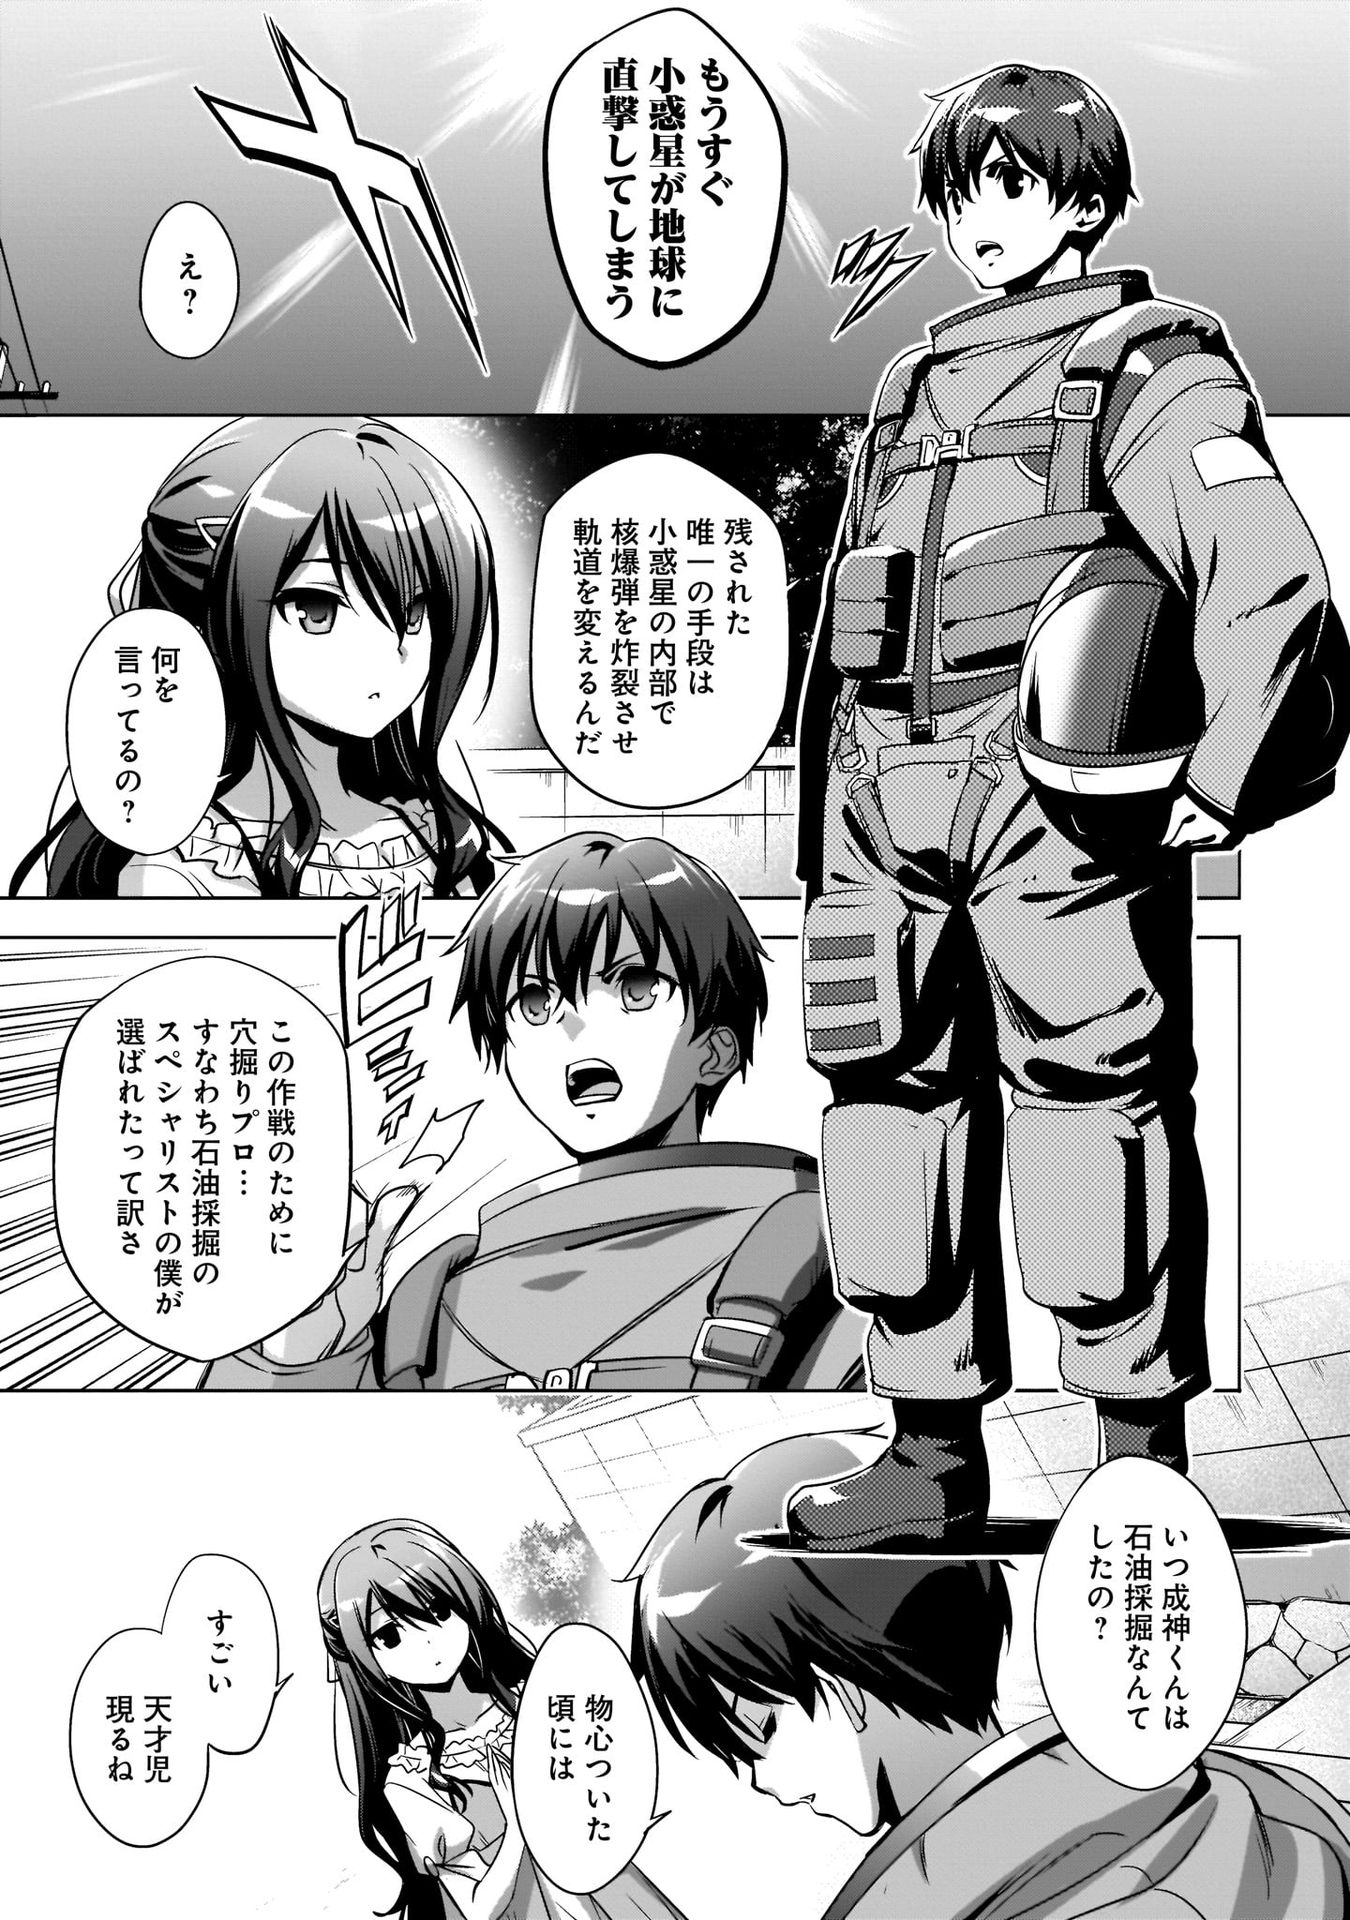 もうすぐ
小惑星が地球に
直撃してしまう
え?
残された
唯一の手段は
小惑星の内部で
核爆弾を炸裂させ
軌道を変えるんだ
何を
言ってるの?
この作戦のために
穴掘りプロ…
すなわち石油採掘の
スペシャリストの僕が
選ばれたって訳さ
いつ成神くんは
石油採掘なんて
したの?
物心ついた
頃には
すごい
天才児
現るね